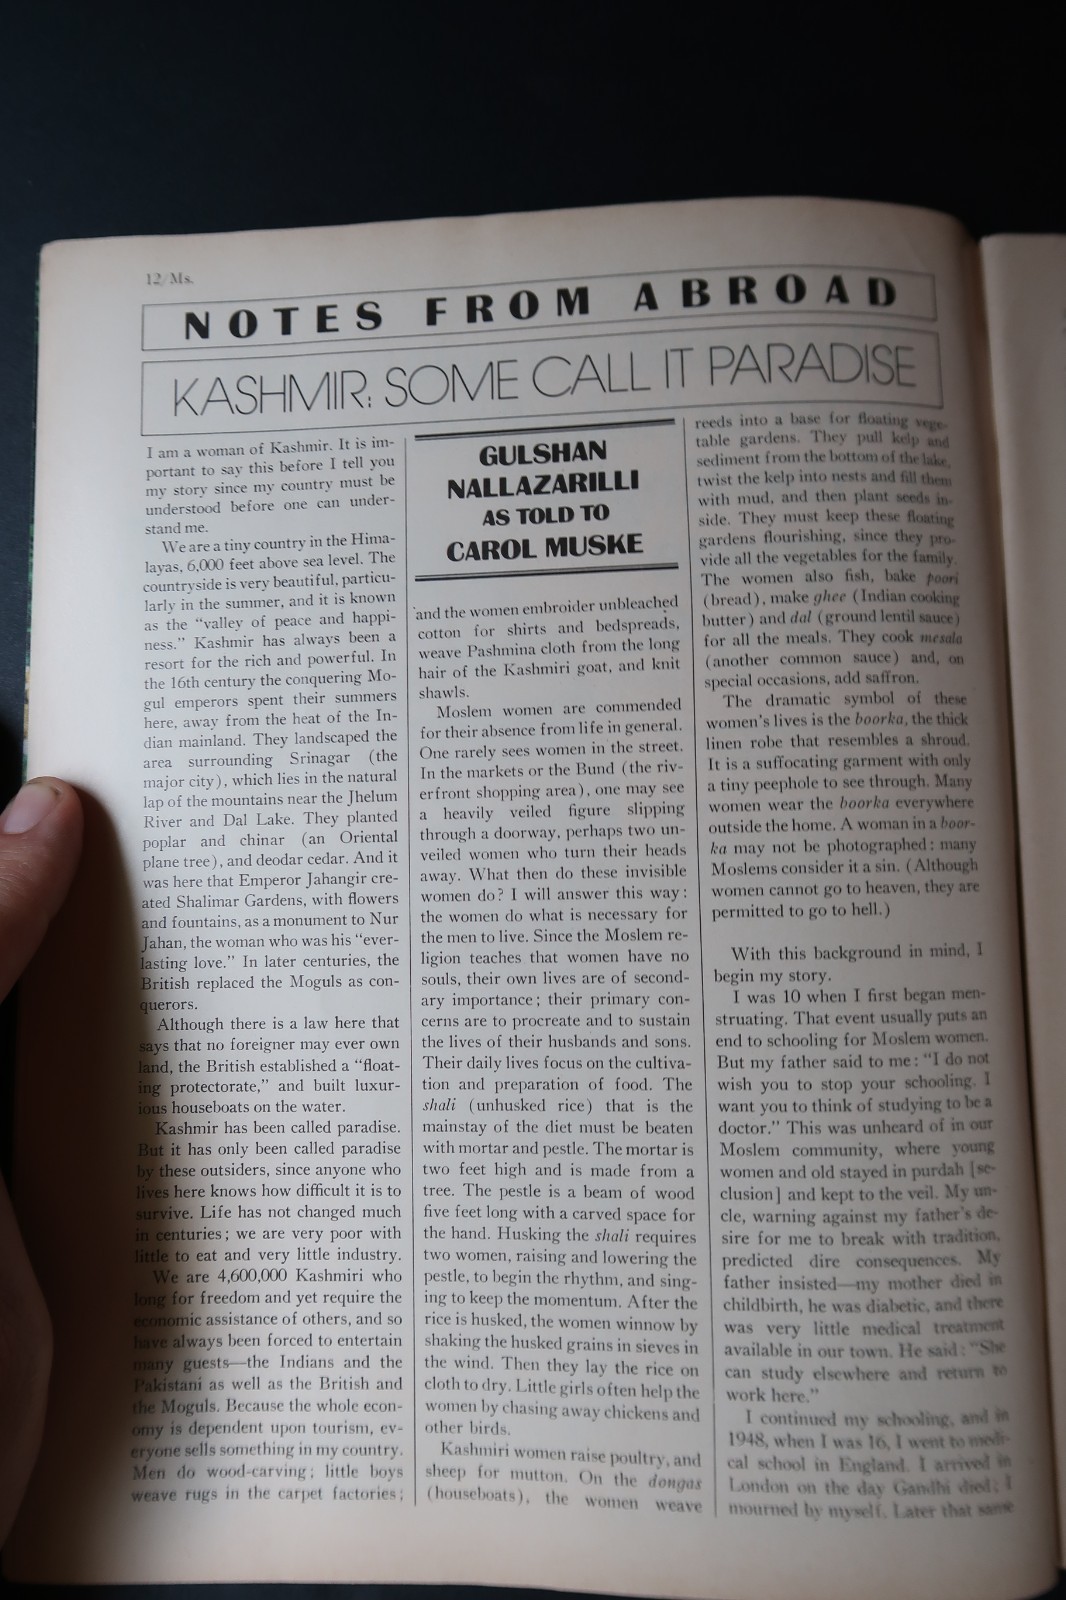 12/Ms.
NOTES FROM ABROAD
KASHMIR: SOME CALL IT PARADISE
I am a woman of Kashmir. It is im-
portant to say this before I tell you
my story since my country must be
understood before one can under-
stand me.
We are a tiny country in the Hima-
layas, 6,000 feet above sea level. The
countryside is very beautiful, particu-
larly in the summer, and it is known
as the “valley of peace and happi-
ness.” Kashmir has always been a
resort for the rich and powerful. In
the 16th century the conquering Mo-
gul emperors spent their summers
here, away from the heat of the In-
dian mainland. They landscaped the
area surrounding Srinagar (the
major city), which lies in the natural
lap of the mountains near the Jhelum
River and Dal Lake. They planted
poplar and chinar (an Oriental
plane tree), and deodar cedar. And it
was here that Emperor Jahangir cre-
ated Shalimar Gardens, with flowers
and fountains, as a monument to Nur
Jahan, the woman who was his “ever-
lasting love.” In later centuries, the
British replaced the Moguls as con-
querors.
Although there is a law here that
says that no foreigner may ever own
land, the British established a “float-
ing protectorate,” and built luxur-
ious houseboats on the water.
Kashmir has been called paradise.
But it has only been called paradise
by these outsiders, since anyone who
lives here knows how difficult it is to
survive. Life has not changed much
in centuries; we are very poor with
little to eat and very little industry.
We are 4,600,000 Kashmiri who
long for freedom and yet require the
economic assistance of others, and so
have always been forced to entertain
many guests—the Indians and the
Pakistani as well as the British and
the Moguls. Because the whole econ-
omy is dependent upon tourism, ev-
eryone sells something in my country.
Men do wood-carving; little boys
weave rugs in the carpet factories;
GULSHAN
NALLAZARILLI
AS TOLD TO
CAROL MUSKE
and the women embroider unbleached
cotton for shirts and bedspreads,
weave Pashmina cloth from the long
hair of the Kashmiri goat, and knit
shawls.
Moslem women are commended
for their absence from life in general.
One rarely sees women in the street.
In the markets or the Bund (the riv-
erfront shopping area), one may see
a heavily veiled figure slipping
through a doorway, perhaps two un-
veiled women who turn their heads
away. What then do these invisible
women do? I will answer this way:
the women do what is necessary for
the men to live. Since the Moslem re-
ligion teaches that women have no
souls, their own lives are of second-
ary importance; their primary con-
cerns are to procreate and to sustain
the lives of their husbands and sons.
Their daily lives focus on the cultiva-
tion and preparation of food. The
shali (unhusked rice) that is the
mainstay of the diet must be beaten
with mortar and pestle. The mortar is
two feet high and is made from a
tree. The pestle is a beam of wood
five feet long with a carved space for
the hand. Husking the shali requires
two women, raising and lowering the
pestle, to begin the rhythm, and sing-
ing to keep the momentum. After the
rice is husked, the women winnow by
shaking the husked grains in sieves in
the wind. Then they lay the rice on
cloth to dry. Little girls often help the
women by chasing away chickens and
other birds.
Kashmiri women raise poultry, and
sheep for mutton. On the dongas
(houseboats), the women weave
reeds into a base for floating vege-
table gardens. They pull kelp and
sediment from the bottom of the lake,
twist the kelp into nests and fill them
with mud, and then plant seeds in-
side. They must keep these floating
gardens flourishing, since they pro-
vide all the vegetables for the family.
The women also fish, bake poori
(bread), make ghee (Indian cooking
butter) and dal (ground lentil sauce)
for all the meals. They cook mesala
(another common sauce) and, on
special occasions, add saffron.
The dramatic symbol of these
women’s lives is the boorka, the thick
linen robe that resembles a shroud.
It is a suffocating garment with only
a tiny peephole to see through. Many
women wear the boorka everywhere
outside the home. A woman in a boor-
ka may not be photographed: many
Moslems consider it a sin. (Although
women cannot go to heaven, they are
permitted to go to hell.)
With this background in mind, I
begin my story.
I was 10 when I first began men-
struating. That event usually puts an
end to schooling for Moslem women.
But my father said to me: “I do not
wish you to stop your schooling. I
want you to think of studying to be a
doctor.” This was unheard of in our
Moslem community, where young
women and old stayed in purdah [se-
clusion] and kept to the veil. My un-
cle, warning against my father’s de-
sire for me to break with tradition,
predicted dire consequences. My
father insisted—my mother died in
childbirth, he was diabetic, and there
was very little medical treatment
available in our town. He said: “She
can study elsewhere and return to
work here.”
I continued my schooling, and in
1948, when I was 16, I went to medi-
cal school in England. I arrived in
London on the day Gandhi died; I
mourned by myself. Later that same